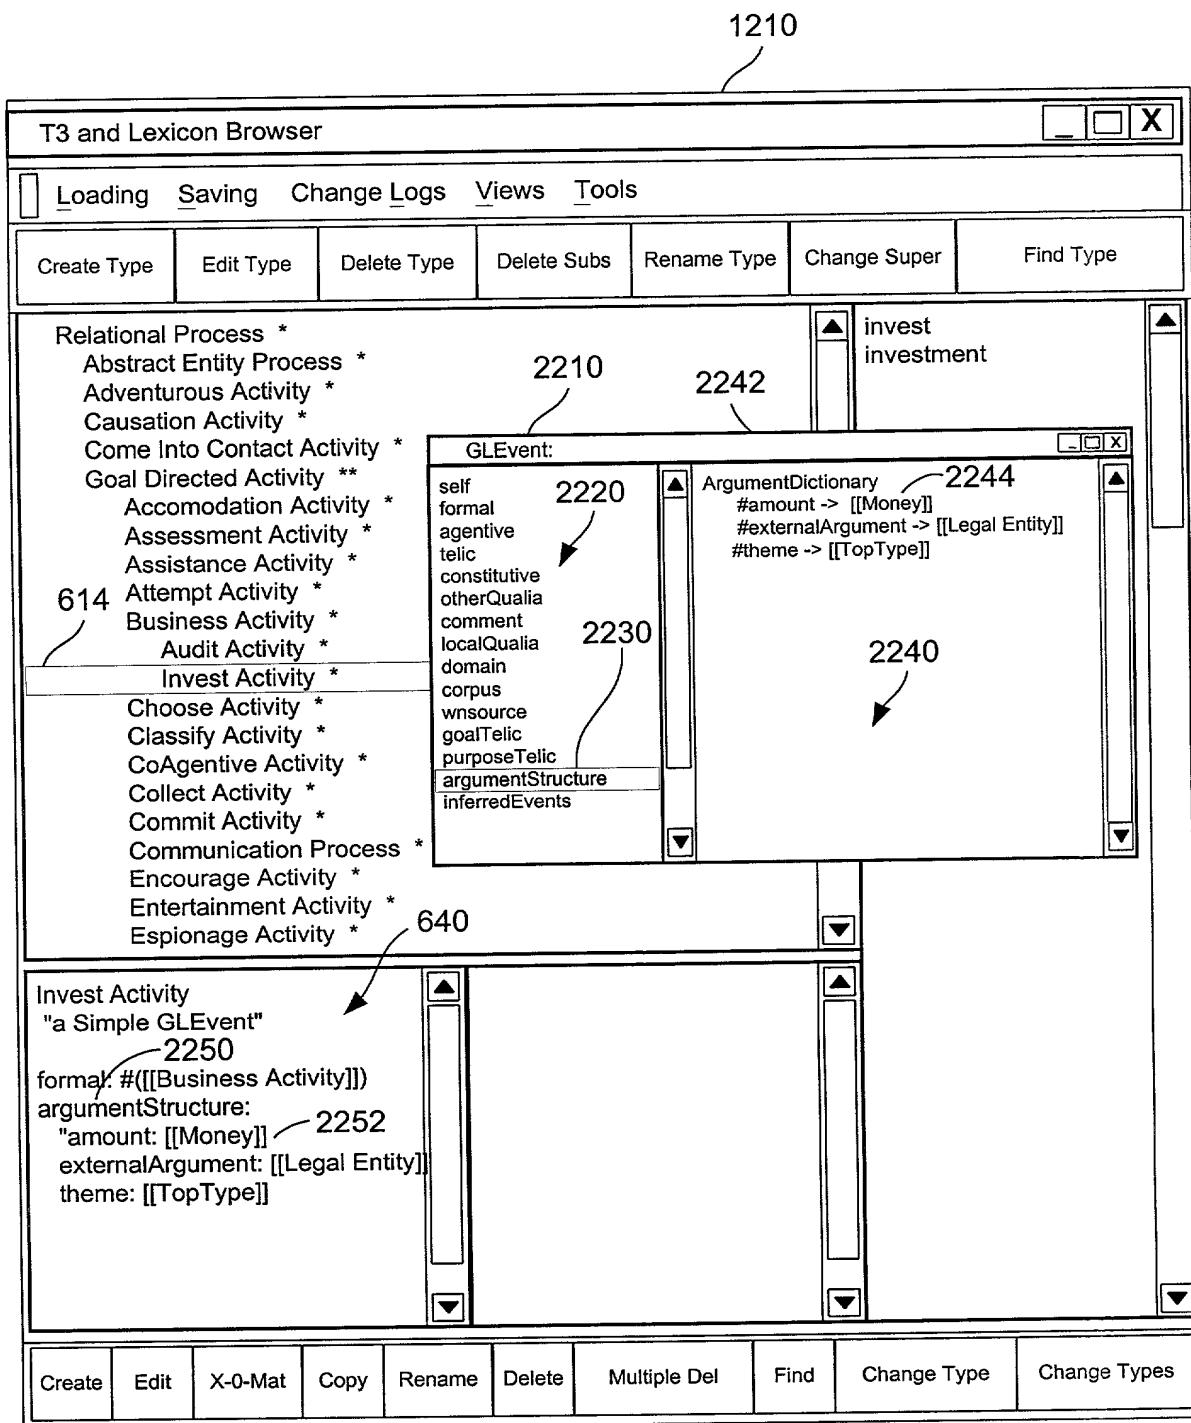 1210
T3 and Lexicon Browser
_ X
Loading Saving Change Logs Views Tools
Create Type Edit Type Delete Type Delete Subs Rename Type Change Super Find Type
Relational Process *
Abstract Entity Process *
Adventurous Activity *
Causation Activity *
Come Into Contact Activity *
Goal Directed Activity **
Accomodation Activity *
Assessment Activity *
Assistance Activity *
614
Attempt Activity *
Business Activity *
Audit Activity *
Invest Activity *
Choose Activity *
Classify Activity *
CoAgentive Activity *
Collect Activity *
Commit Activity *
Communication Process *
Encourage Activity *
Entertainment Activity *
Espionage Activity *
invest
investment
2210
2242
GLEvent:
_ X
self
formal
agentive
telic
constitutive
otherQualia
comment
localQualia
domain
corpus
wnsource
goalTelic
purposeTelic
argumentStructure
inferredEvents
2220
2230
ArgumentDictionary
#amount -> [[Money]]
#externalArgument -> [[Legal Entity]]
#theme -> [[TopType]]
2244
2240
640
Invest Activity
"a Simple GLEvent"
2250
formal: #([[Business Activity]])
argumentStructure:
"amount: [[Money]]
2252
externalArgument: [[Legal Entity]]
theme: [[TopType]]
Create Edit X-0-Mat Copy Rename Delete Multiple Del Find Change Type Change Types